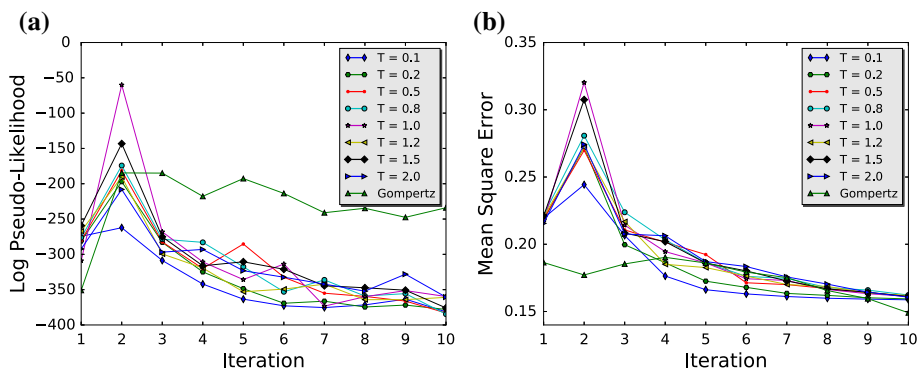 (a)
Log Pseudo-Likelihood
0
−50
−100
−150
−200
−250
−300
−350
−400
1 2 3 4 5 6 7 8 9 10
Iteration
T = 0.1
T = 0.2
T = 0.5
T = 0.8
T = 1.0
T = 1.2
T = 1.5
T = 2.0
Gompertz
(b)
Mean Square Error
0.35
0.30
0.25
0.20
0.15
1 2 3 4 5 6 7 8 9 10
Iteration
T = 0.1
T = 0.2
T = 0.5
T = 0.8
T = 1.0
T = 1.2
T = 1.5
T = 2.0
Gompertz